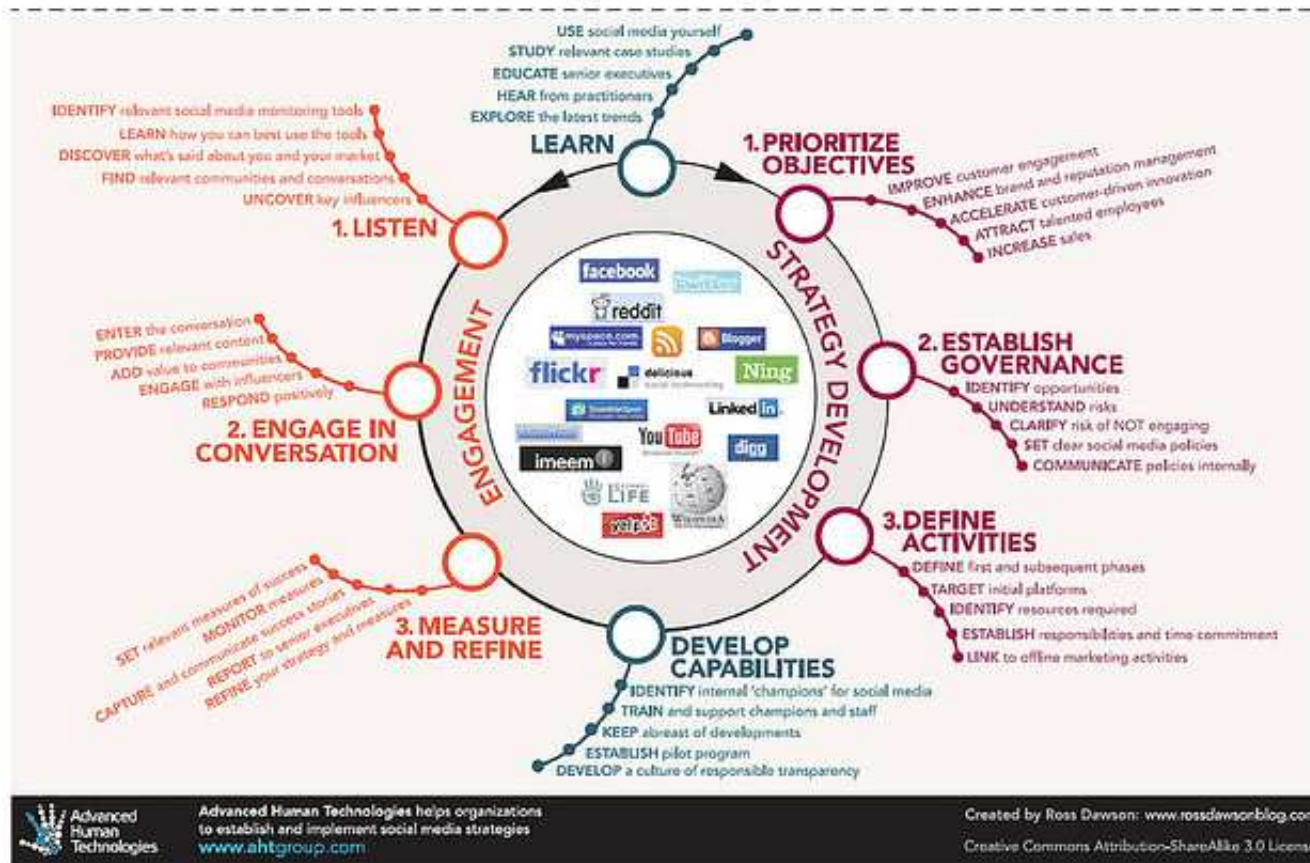 USE social media yourself
STUDY relevant case studies
EDUCATE senior executives
HEAR from practitioners
EXPLORE the latest trends
LEARN
1. PRIORITIZE
OBJECTIVES
IMPROVE customer engagement
ENHANCE brand and reputation management
ACCELERATE customer-driven innovation
ATTRACT talented employees
INCREASE sales
IDENTIFY relevant social media monitoring tools
LEARN how you can best use the tools
DISCOVER what's said about you and your market
FIND relevant communities and conversations
UNCOVER key influencers
1. LISTEN
ENGAGEMENT
STRATEGY DEVELOPMENT
facebook
reddit
myspace.com
Blogger
flickr
delicious
social bookmarking
Ning
StumbleUpon
LinkedIn
YouTube
digg
imeem
SECOND
LIFE
WIKIPEDIA
yelp
2. ESTABLISH
GOVERNANCE
IDENTIFY opportunities
UNDERSTAND risks
CLARIFY risk of NOT engaging
SET clear social media policies
COMMUNICATE policies internally
ENTER the conversation
PROVIDE relevant content
ADD value to communities
ENGAGE with influencers
RESPOND positively
2. ENGAGE IN
CONVERSATION
3. DEFINE
ACTIVITIES
DEFINE first and subsequent phases
TARGET initial platforms
IDENTIFY resources required
ESTABLISH responsibilities and time commitment
LINK to offline marketing activities
SET relevant measures of success
MONITOR measures
CAPTURE and communicate success stories
REPORT to senior executives
REFINE your strategy and measures
3. MEASURE
AND REFINE
DEVELOP
CAPABILITIES
IDENTIFY internal 'champions' for social media
TRAIN and support champions and staff
KEEP abreast of developments
ESTABLISH pilot program
DEVELOP a culture of responsible transparency
Advanced
Human
Technologies
Advanced Human Technologies helps organizations
to establish and implement social media strategies
www.ahtgroup.com
Created by Ross Dawson: www.rossdawsonblog.com
Creative Commons Attribution-ShareAlike 3.0 License